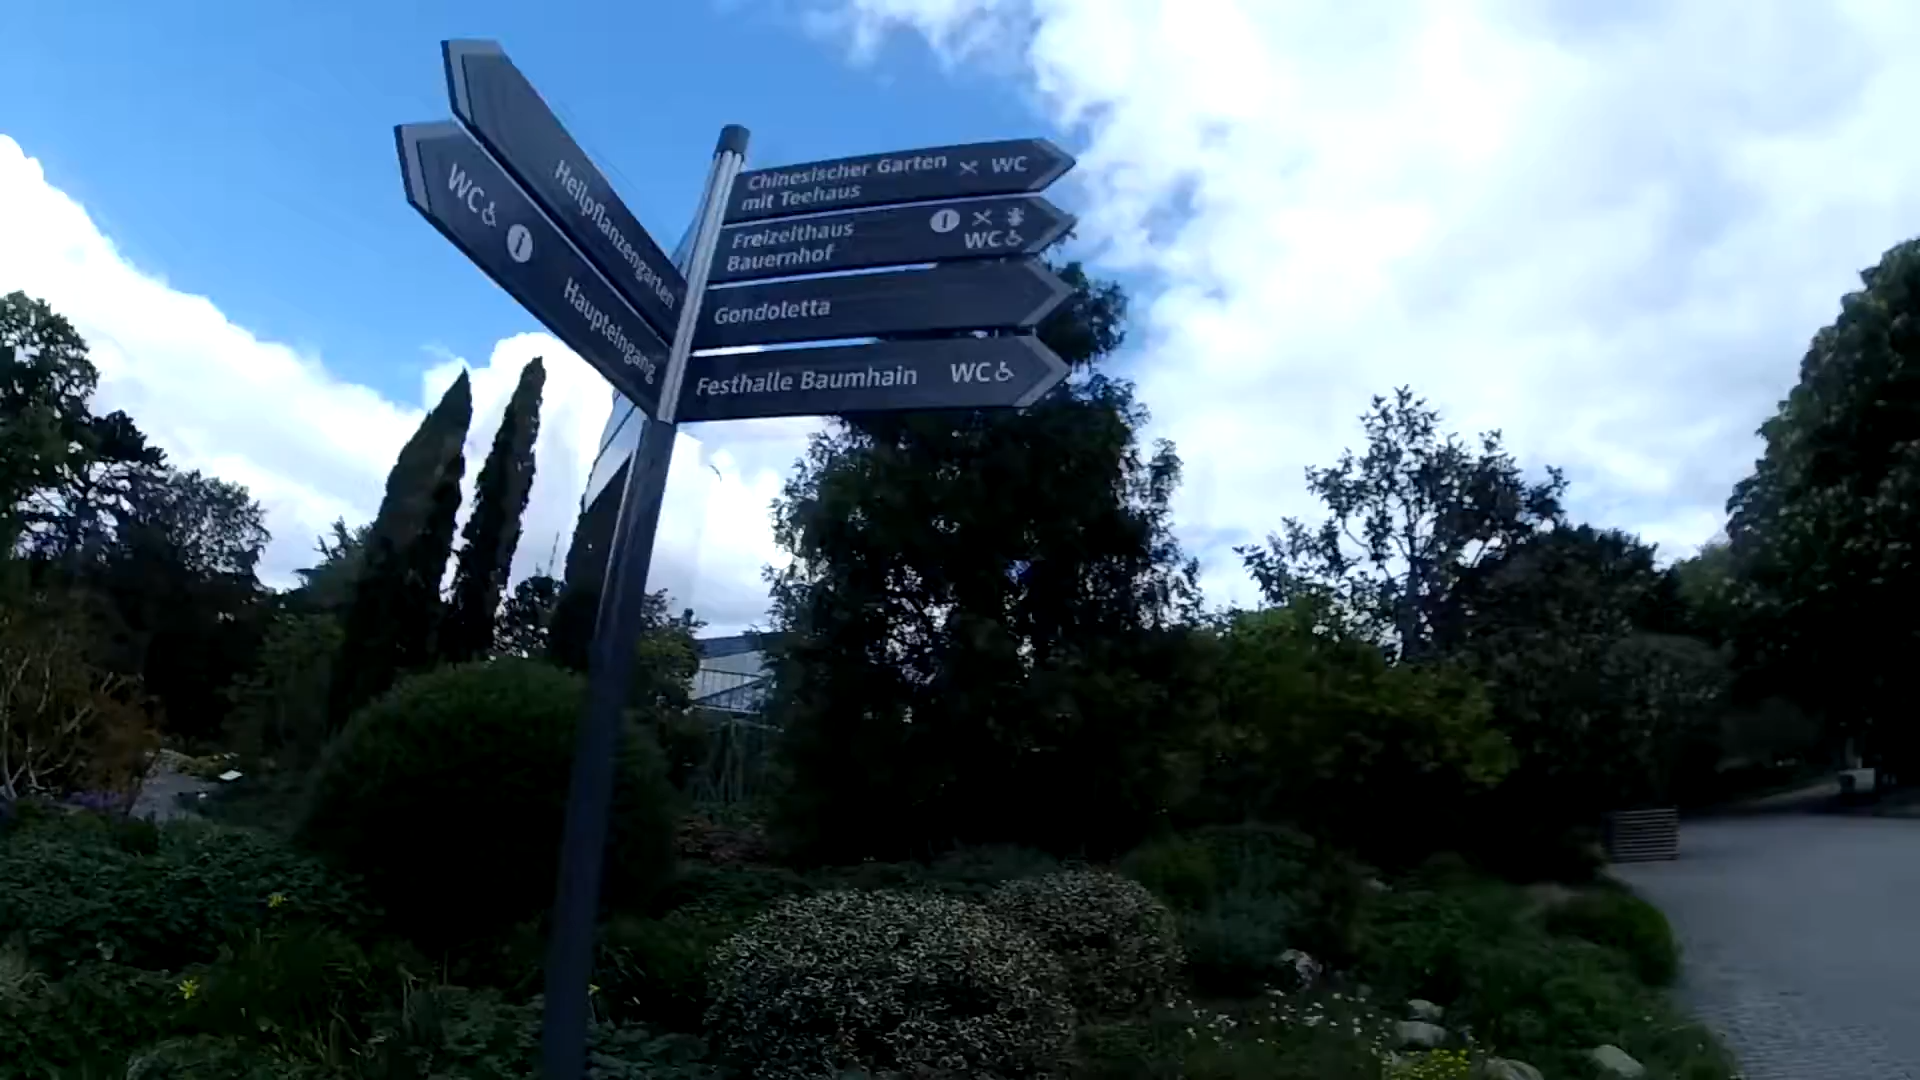 Heilpflanzengarten
WC
i
Haupteingang
Chinesischer Garten WC
mit Teehaus
Freizeithaus i
Bauernhof WC
Gondoletta
Festhalle Baumhain WC